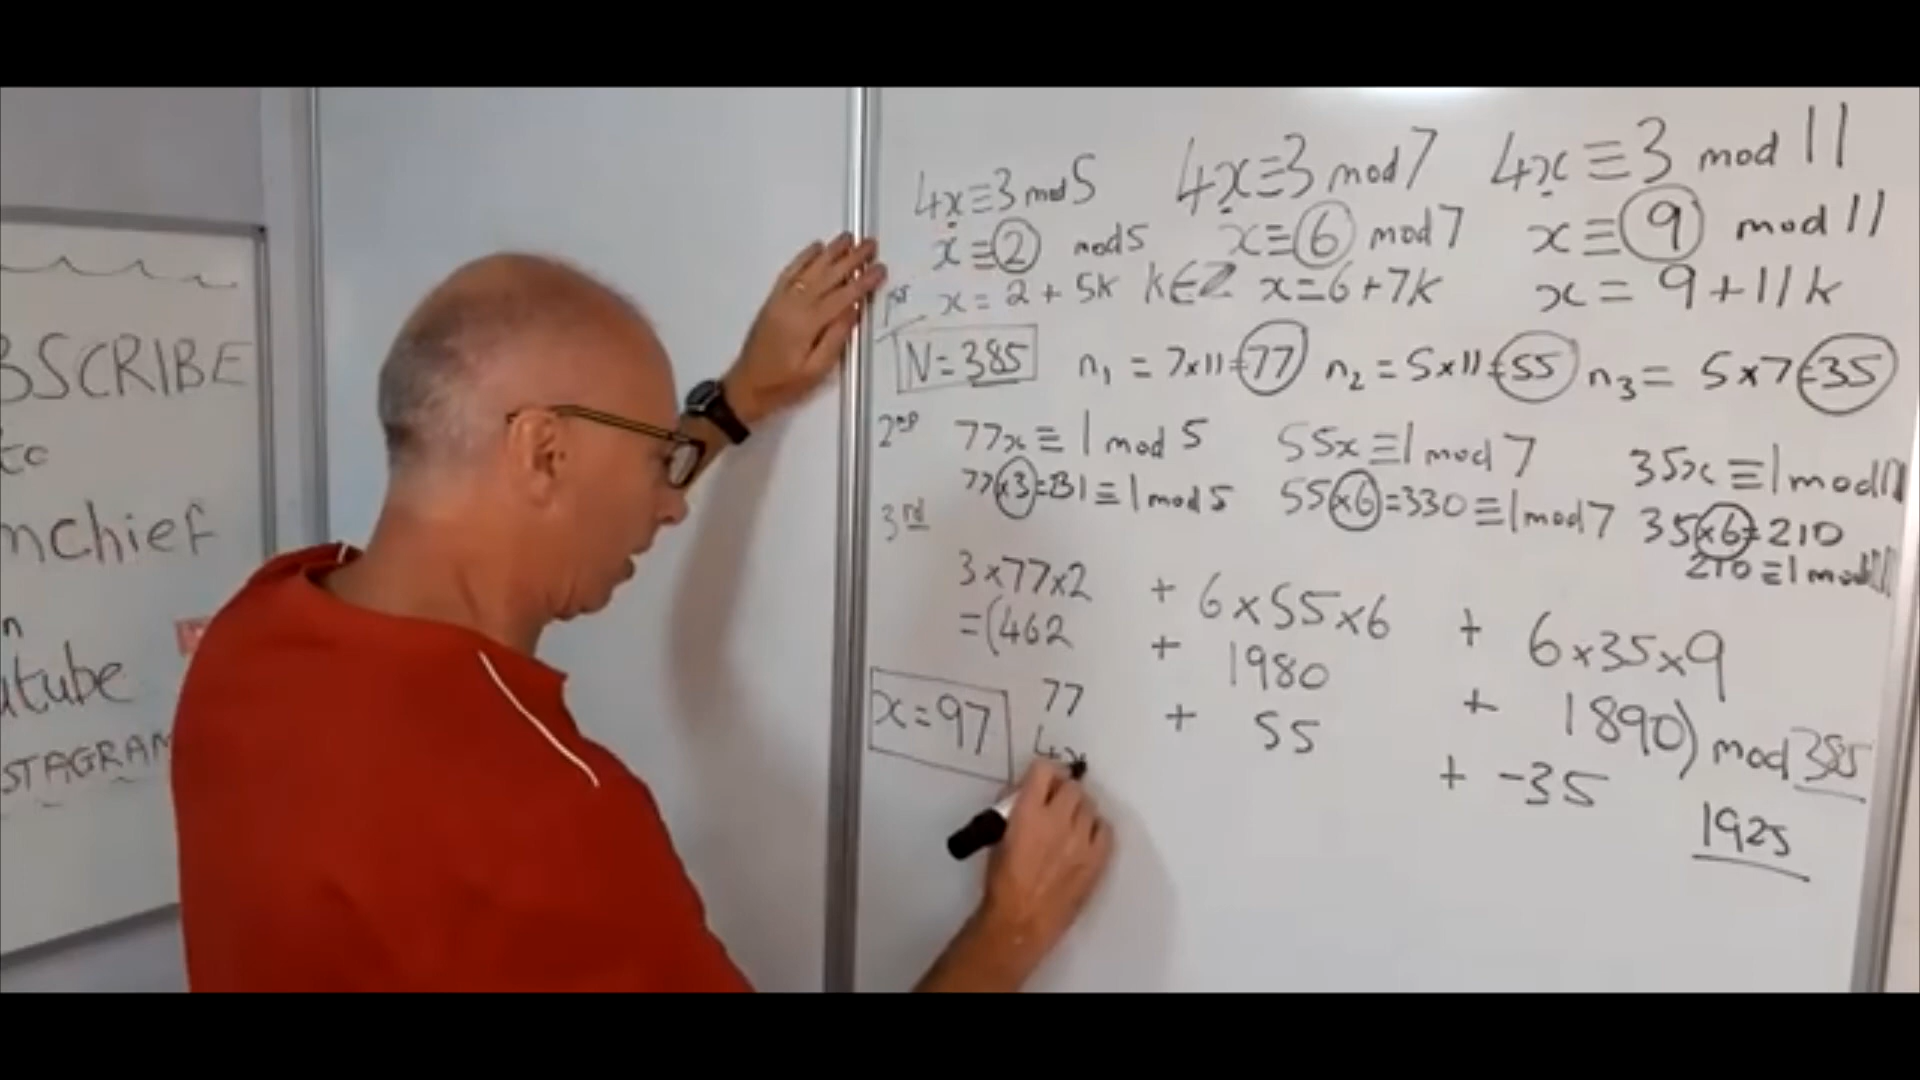 BSCRIBE
to
nchief
n
utube
STAGRAM
4x≡3 mod 5
4x≡3 mod 7
4x≡3 mod 11
x≡2 mod 5
x≡6 mod 7
x≡9 mod 11
x=2+5k k∈Z
x=6+7k
x=9+11k
N=385
n₁=7×11=77
n₂=5×11=55
n₃=5×7=35
2nd
77x≡1 mod 5
55x≡1 mod 7
35x≡1 mod 11
77×3=231≡1 mod 5
55×6=330≡1 mod 7
35×6=210
210≡1 mod 11
3rd
3×77×2 + 6×55×6 + 6×35×9
=(462 + 1980 + 1890) mod 385
77 + 55 + -35
1925
x=97
4x